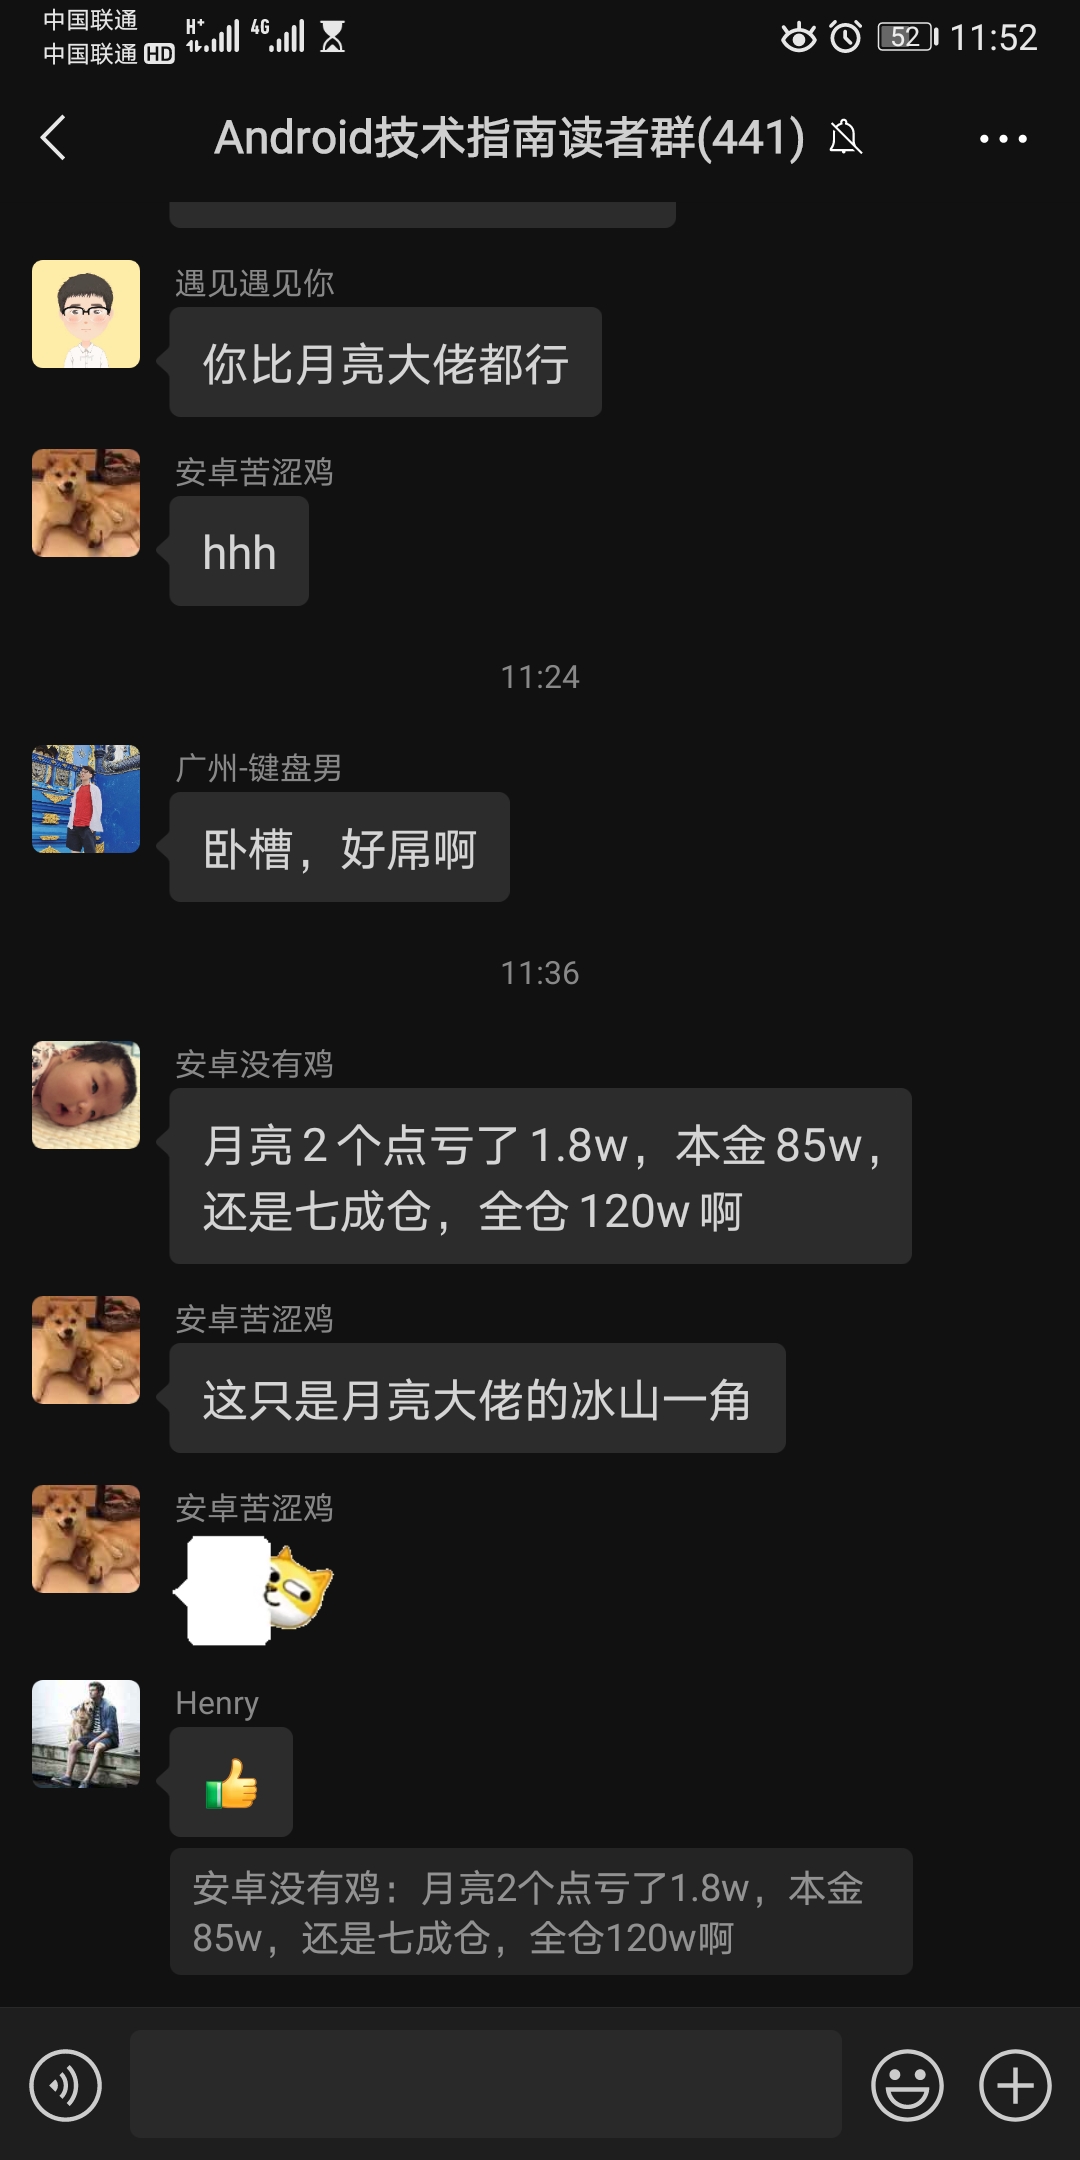 中国联通
中国联通 HD
H+
4G
52
11:52
Android技术指南读者群(441)
遇见遇见你
你比月亮大佬都行
安卓苦涩鸡
hhh
11:24
广州-键盘男
卧槽，好屌啊
11:36
安卓没有鸡
月亮2个点亏了1.8w，本金85w，
还是七成仓，全仓120w啊
安卓苦涩鸡
这只是月亮大佬的冰山一角
安卓苦涩鸡
Henry
安卓没有鸡：月亮2个点亏了1.8w，本金
85w，还是七成仓，全仓120w啊